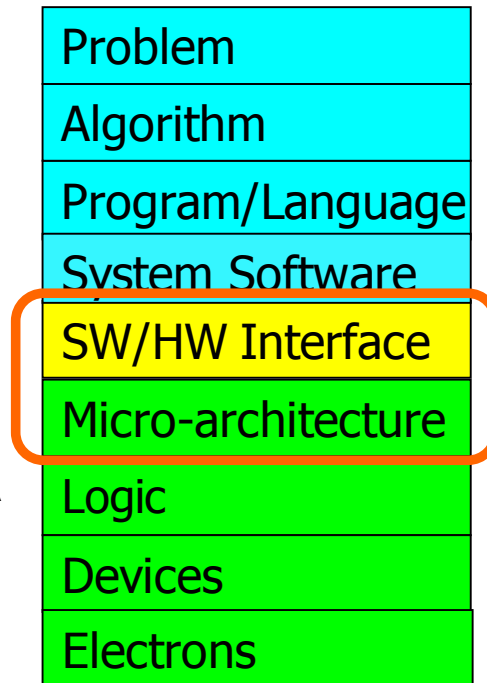 Problem
Algorithm
Program/Language
System Software
SW/HW Interface
Micro-architecture
Logic
Devices
Electrons